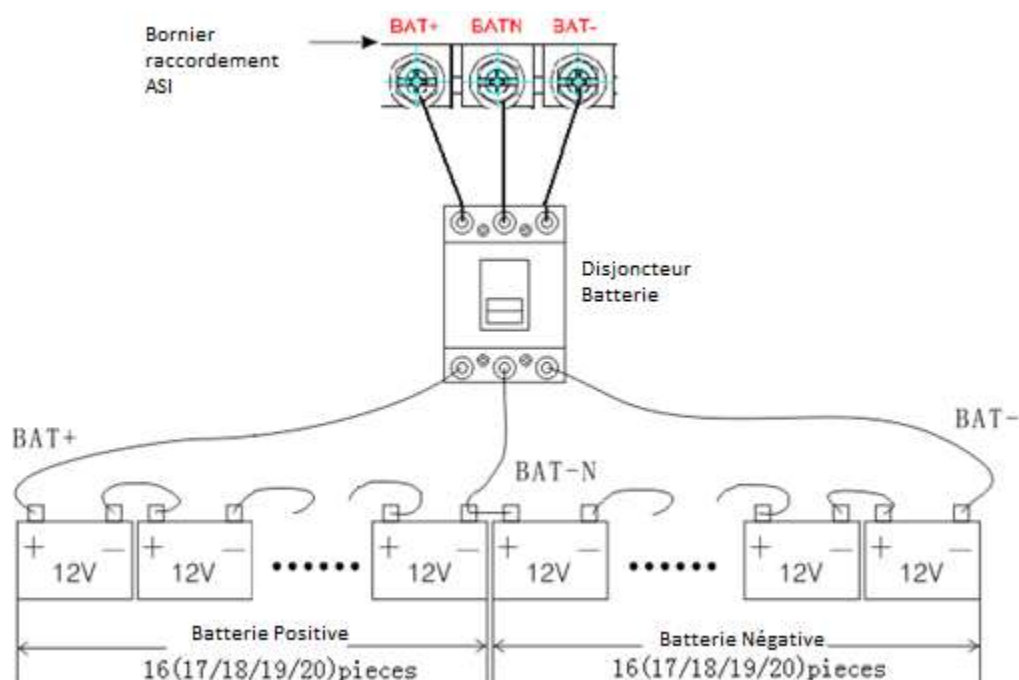 BAT+ BATN BAT-
Bornier
raccordement
ASI
Disjoncteur
Batterie
BAT+
BAT-
BAT-N
+ — + — + — + — + — + —
12V 12V 12V 12V 12V 12V
Batterie Positive
Batterie Négative
16(17/18/19/20)pieces
16(17/18/19/20)pieces